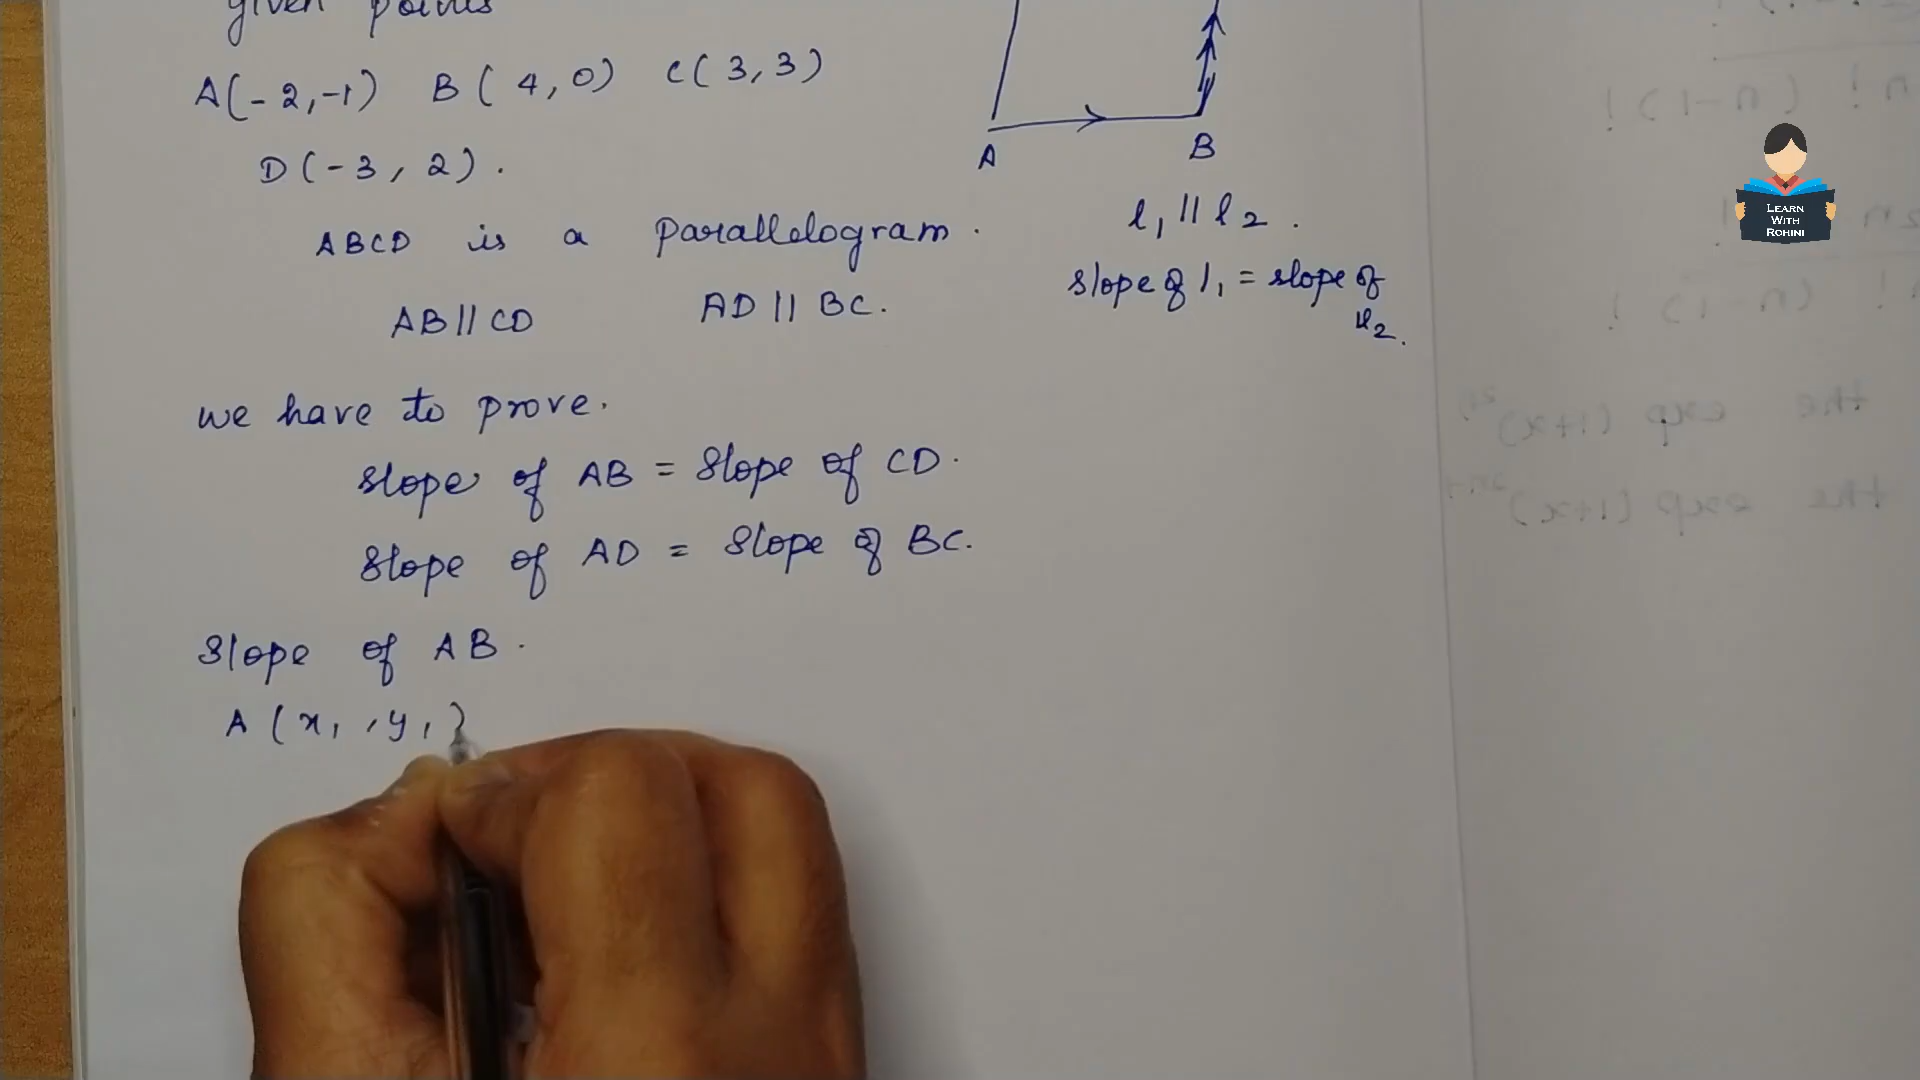 given points
A(-2,-1) B(4,0) C(3,3)
D(-3, 2).
ABCD is a parallelogram.
AB||CD AD || BC.
we have to prove.
Slope of AB = Slope of CD.
Slope of AD = Slope of BC.
Slope of AB.
A(x₁, y₁)
A B
l₁ || l₂.
Slope of l₁ = slope of
l₂.
LEARN
WITH
ROHINI